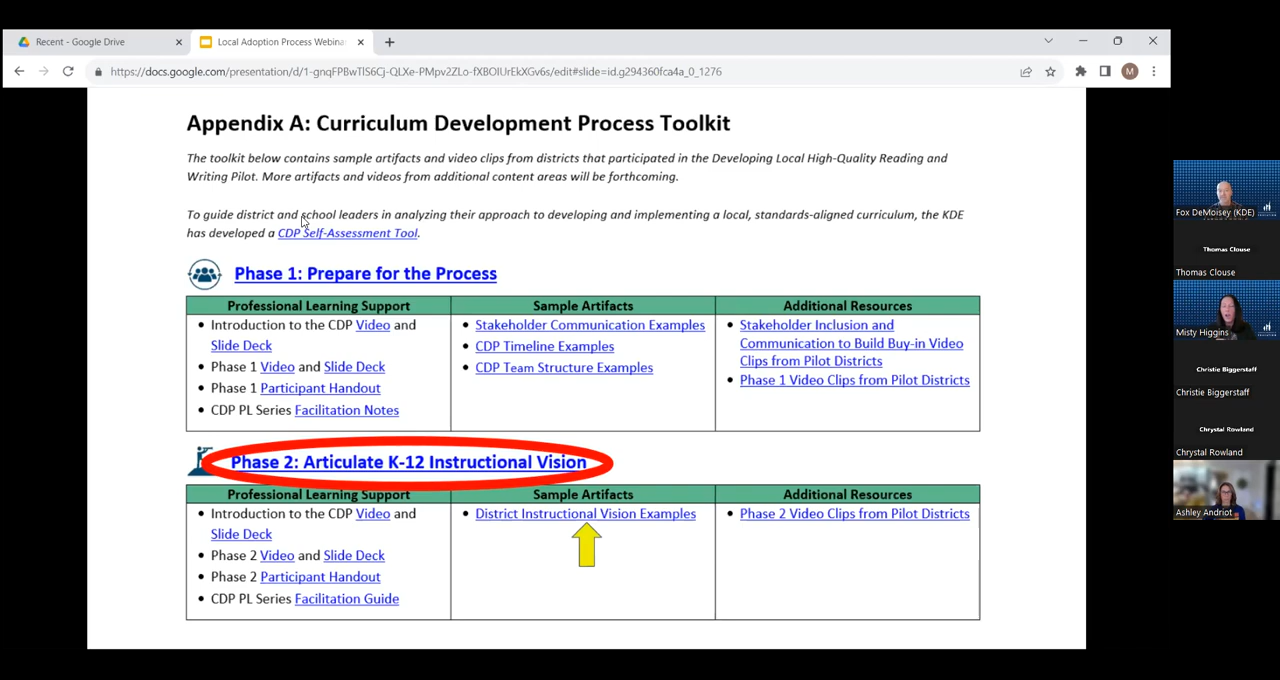 Recent - Google Drive
Local Adoption Process Webina
https://docs.google.com/presentation/d/1-gnqFPBwTlS6Cj-QLXe-PMpv2ZLo-fXBOIUrEkXGv6s/edit#slide=id.g294360fca4a_0_1276
M
Appendix A: Curriculum Development Process Toolkit
The toolkit below contains sample artifacts and video clips from districts that participated in the Developing Local High-Quality Reading and
Writing Pilot. More artifacts and videos from additional content areas will be forthcoming.
To guide district and school leaders in analyzing their approach to developing and implementing a local, standards-aligned curriculum, the KDE
has developed a CDP Self-Assessment Tool.
Phase 1: Prepare for the Process
Professional Learning Support
• Introduction to the CDP Video and
Slide Deck
• Phase 1 Video and Slide Deck
• Phase 1 Participant Handout
• CDP PL Series Facilitation Notes
Sample Artifacts
• Stakeholder Communication Examples
• CDP Timeline Examples
• CDP Team Structure Examples
Additional Resources
• Stakeholder Inclusion and
Communication to Build Buy-in Video
Clips from Pilot Districts
• Phase 1 Video Clips from Pilot Districts
Phase 2: Articulate K-12 Instructional Vision
Professional Learning Support
• Introduction to the CDP Video and
Slide Deck
• Phase 2 Video and Slide Deck
• Phase 2 Participant Handout
• CDP PL Series Facilitation Guide
Sample Artifacts
• District Instructional Vision Examples
Additional Resources
• Phase 2 Video Clips from Pilot Districts
Fox DeMoisey (KDE)
Thomas Clouse
Thomas Clouse
Misty Higgins
Christie Biggerstaff
Christie Biggerstaff
Chrystal Rowland
Chrystal Rowland
Ashley Andriot